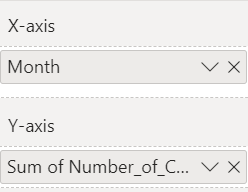 X-axis
Month
Y-axis
Sum of Number_of_C...